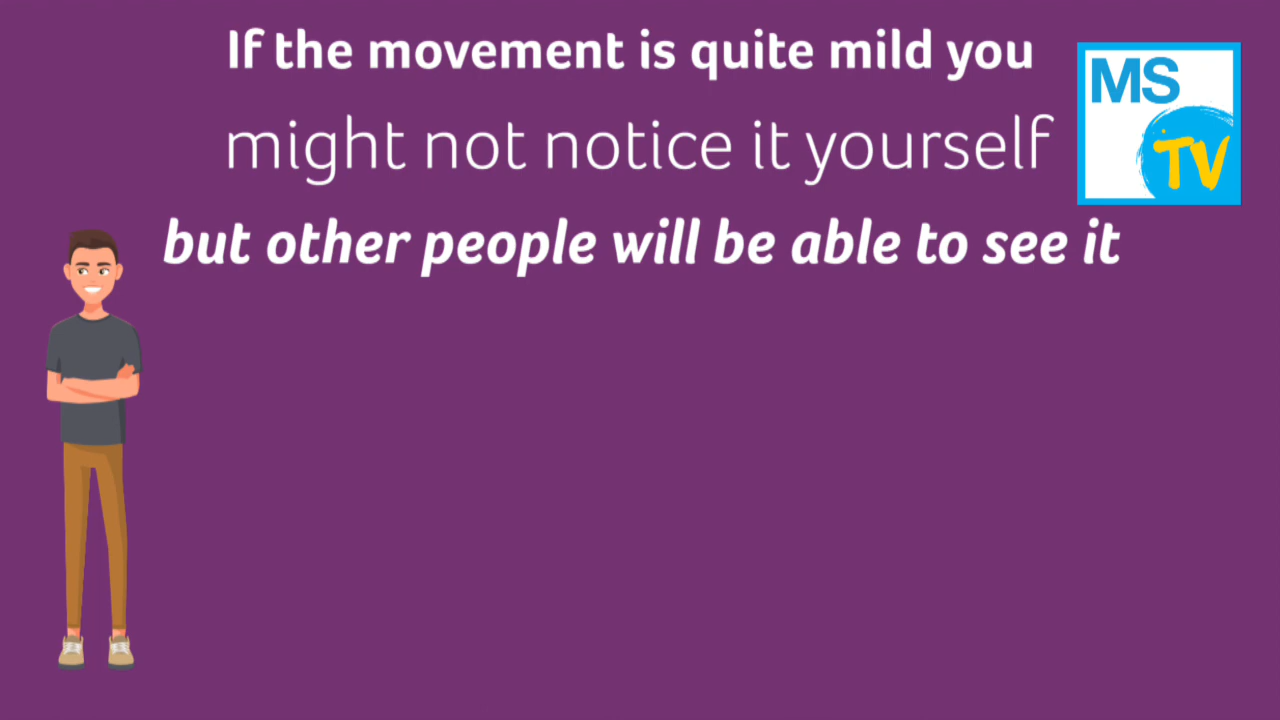 If the movement is quite mild you
might not notice it yourself
but other people will be able to see it
MS
TV